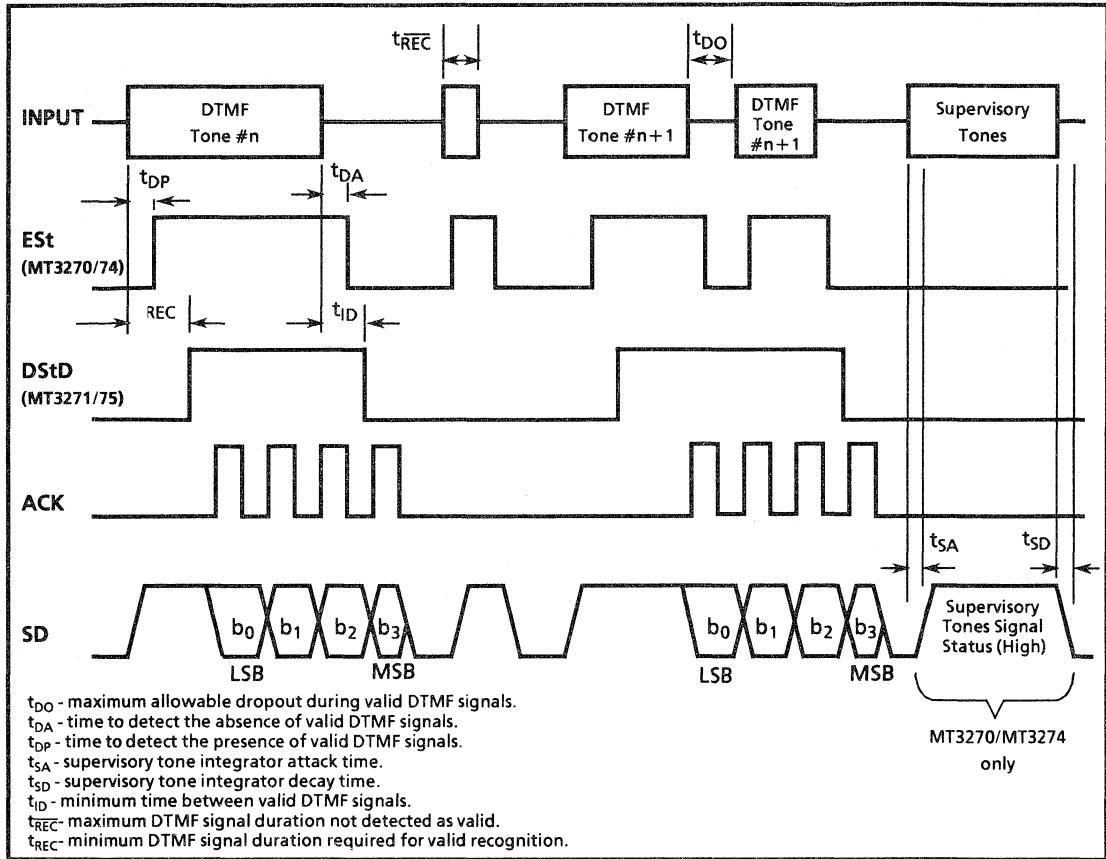 tREC tDO
INPUT
DTMF
Tone #n
DTMF
Tone #n+1
DTMF
Tone
#n+1
Supervisory
Tones
tDP tDA
ESt
(MT3270/74)
REC tID
DStD
(MT3271/75)
ACK
tSA tSD
SD
b0 b1 b2 b3
LSB MSB
b0 b1 b2 b3
LSB MSB
Supervisory
Tones Signal
Status (High)
MT3270/MT3274
only
tDO - maximum allowable dropout during valid DTMF signals.
tDA - time to detect the absence of valid DTMF signals.
tDP - time to detect the presence of valid DTMF signals.
tSA - supervisory tone integrator attack time.
tSD - supervisory tone integrator decay time.
tID - minimum time between valid DTMF signals.
tREC - maximum DTMF signal duration not detected as valid.
tREC - minimum DTMF signal duration required for valid recognition.